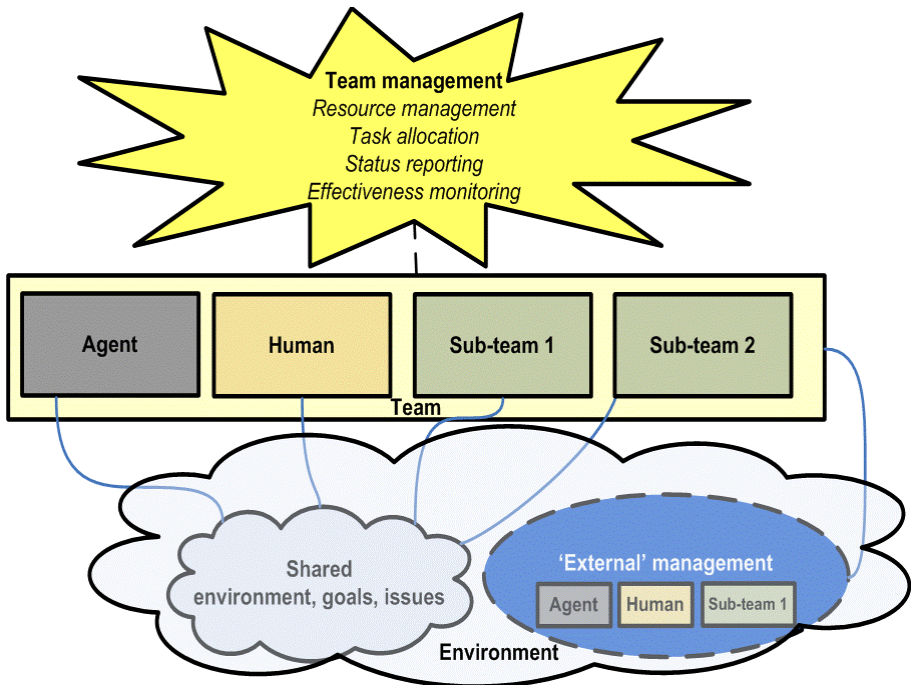 Team management
Resource management
Task allocation
Status reporting
Effectiveness monitoring
Agent
Human
Sub-team 1
Sub-team 2
Team
Shared
environment, goals, issues
‘External’ management
Agent
Human
Sub-team 1
Environment